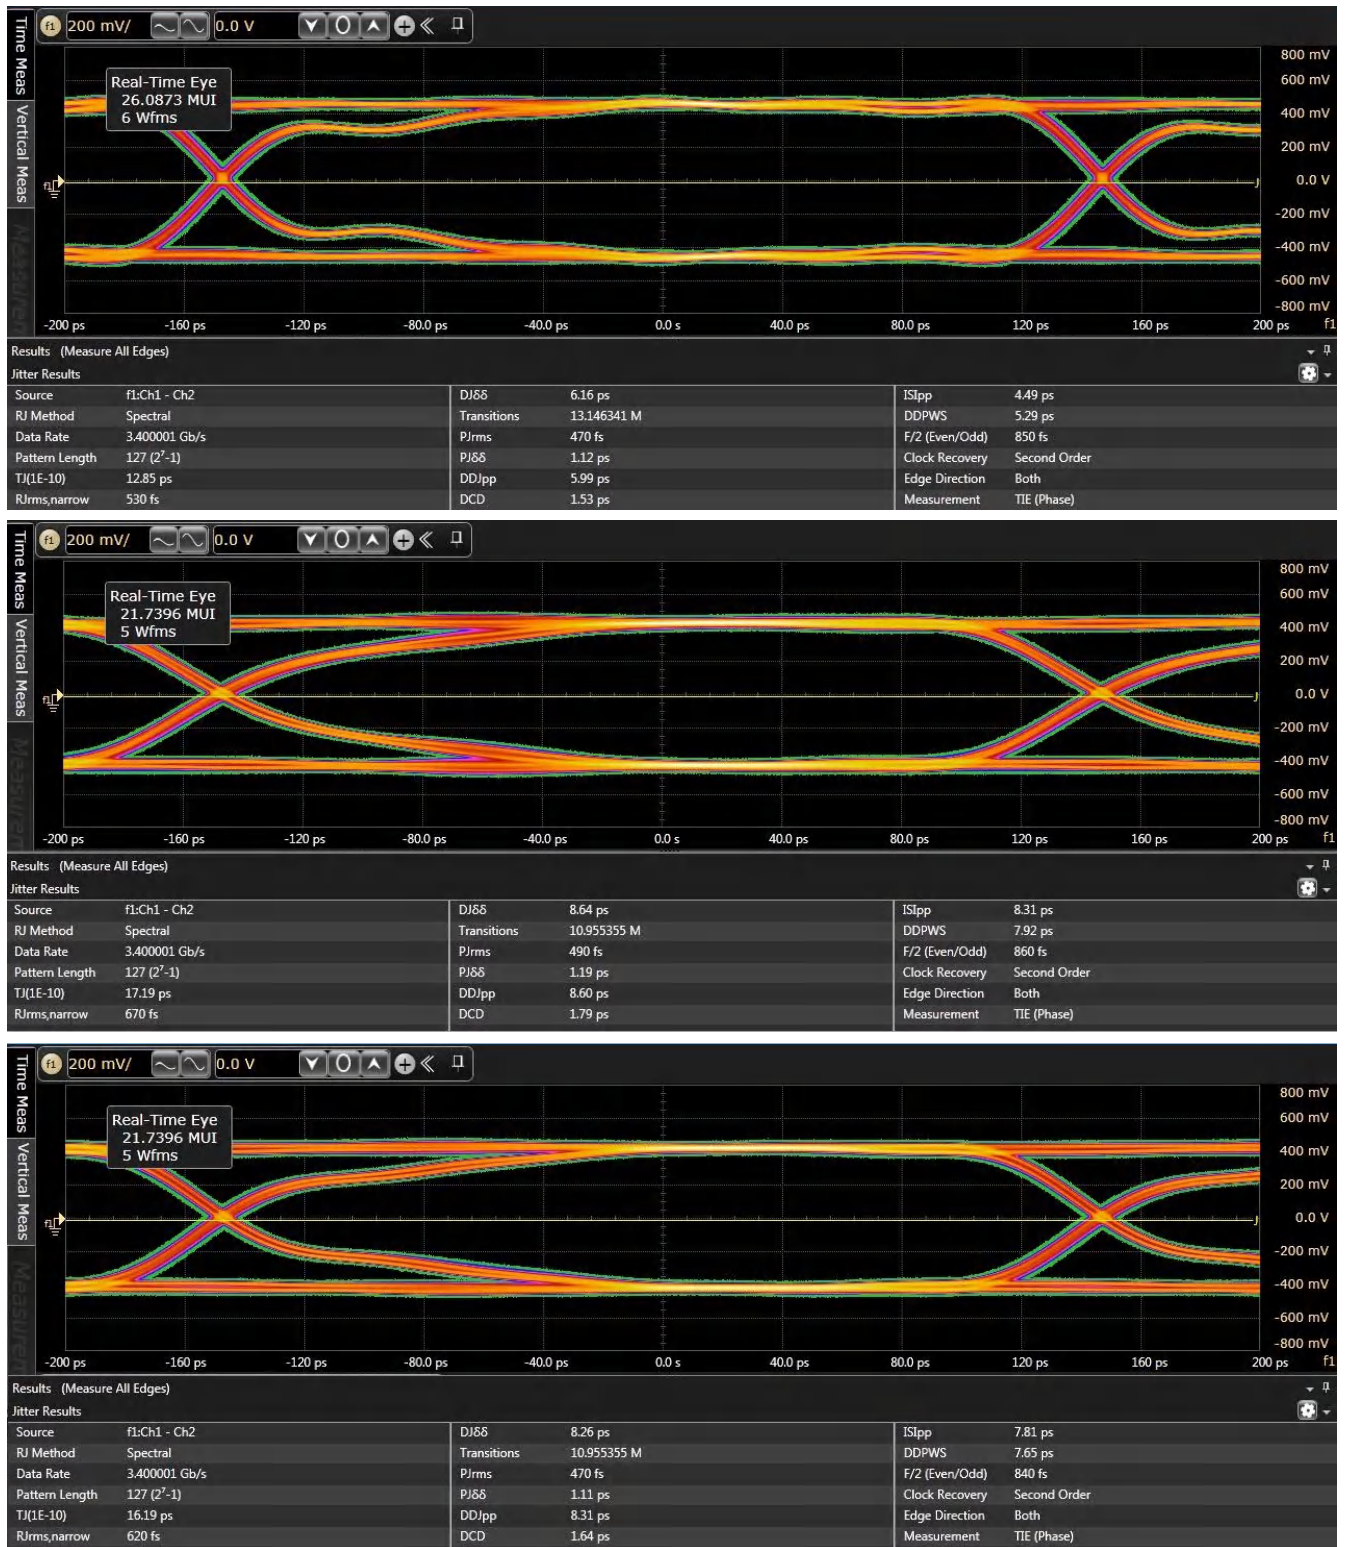 Time Meas
Vertical Meas
f1 200 mV/ 0.0 V
Real-Time Eye
26.0873 MUI
6 Wfms
800 mV
600 mV
400 mV
200 mV
0.0 V
-200 mV
-400 mV
-600 mV
-800 mV
-200 ps -160 ps -120 ps -80.0 ps -40.0 ps 0.0 s 40.0 ps 80.0 ps 120 ps 160 ps 200 ps f1
Results (Measure All Edges)
Jitter Results
Source f1:Ch1 - Ch2 DJδδ 6.16 ps ISIpp 4.49 ps
RJ Method Spectral Transitions 13.146341 M DDPWS 5.29 ps
Data Rate 3.400001 Gb/s PJrms 470 fs F/2 (Even/Odd) 850 fs
Pattern Length 127 (2⁷-1) PJδδ 1.12 ps Clock Recovery Second Order
TJ(1E-10) 12.85 ps DDJpp 5.99 ps Edge Direction Both
RJrms,narrow 530 fs DCD 1.53 ps Measurement TIE (Phase)
Time Meas
Vertical Meas
f1 200 mV/ 0.0 V
Real-Time Eye
21.7396 MUI
5 Wfms
800 mV
600 mV
400 mV
200 mV
0.0 V
-200 mV
-400 mV
-600 mV
-800 mV
-200 ps -160 ps -120 ps -80.0 ps -40.0 ps 0.0 s 40.0 ps 80.0 ps 120 ps 160 ps 200 ps f1
Results (Measure All Edges)
Jitter Results
Source f1:Ch1 - Ch2 DJδδ 8.64 ps ISIpp 8.31 ps
RJ Method Spectral Transitions 10.955355 M DDPWS 7.92 ps
Data Rate 3.400001 Gb/s PJrms 490 fs F/2 (Even/Odd) 860 fs
Pattern Length 127 (2⁷-1) PJδδ 1.19 ps Clock Recovery Second Order
TJ(1E-10) 17.19 ps DDJpp 8.60 ps Edge Direction Both
RJrms,narrow 670 fs DCD 1.79 ps Measurement TIE (Phase)
Time Meas
Vertical Meas
f1 200 mV/ 0.0 V
Real-Time Eye
21.7396 MUI
5 Wfms
800 mV
600 mV
400 mV
200 mV
0.0 V
-200 mV
-400 mV
-600 mV
-800 mV
-200 ps -160 ps -120 ps -80.0 ps -40.0 ps 0.0 s 40.0 ps 80.0 ps 120 ps 160 ps 200 ps f1
Results (Measure All Edges)
Jitter Results
Source f1:Ch1 - Ch2 DJδδ 8.26 ps ISIpp 7.81 ps
RJ Method Spectral Transitions 10.955355 M DDPWS 7.65 ps
Data Rate 3.400001 Gb/s PJrms 470 fs F/2 (Even/Odd) 840 fs
Pattern Length 127 (2⁷-1) PJδδ 1.11 ps Clock Recovery Second Order
TJ(1E-10) 16.19 ps DDJpp 8.31 ps Edge Direction Both
RJrms,narrow 620 fs DCD 1.64 ps Measurement TIE (Phase)